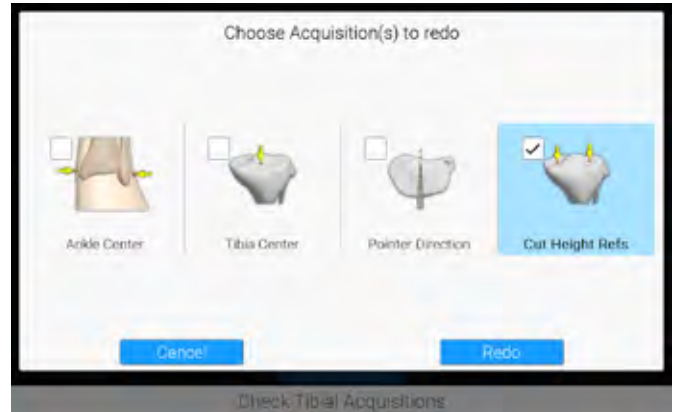 Choose Acquisition(s) to redo
Ankle Center
Tibia Center
Pointer Direction
Cut Height Refs
Cancel
Redo
Check Tibial Acquisitions